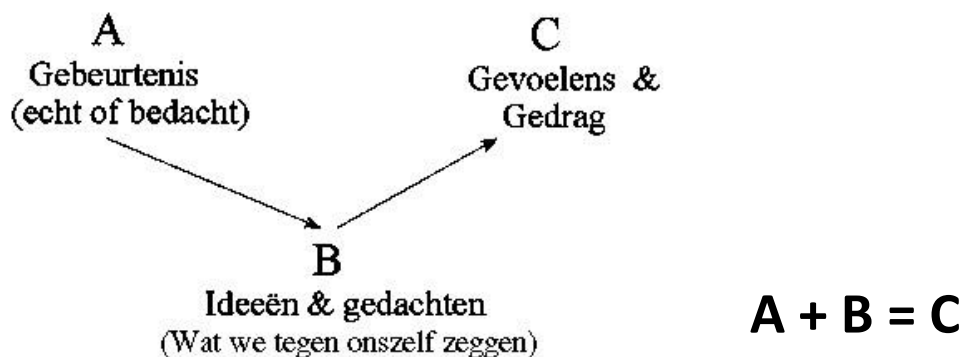 A
Gebeurtenis
(echt of bedacht)
C
Gevoelens &
Gedrag
B
Ideeën & gedachten
(Wat we tegen onszelf zeggen)
A + B = C